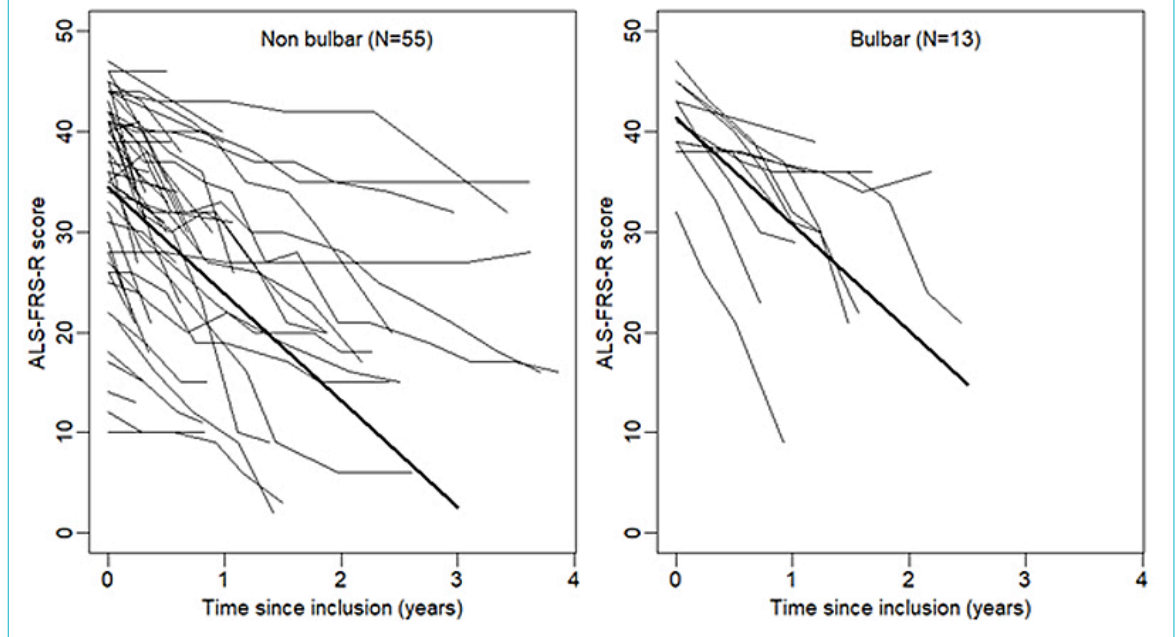 Non bulbar (N=55)
ALS-FRS-R score
50
40
30
20
10
0
0 1 2 3 4
Time since inclusion (years)
Bulbar (N=13)
ALS-FRS-R score
50
40
30
20
10
0
0 1 2 3 4
Time since inclusion (years)